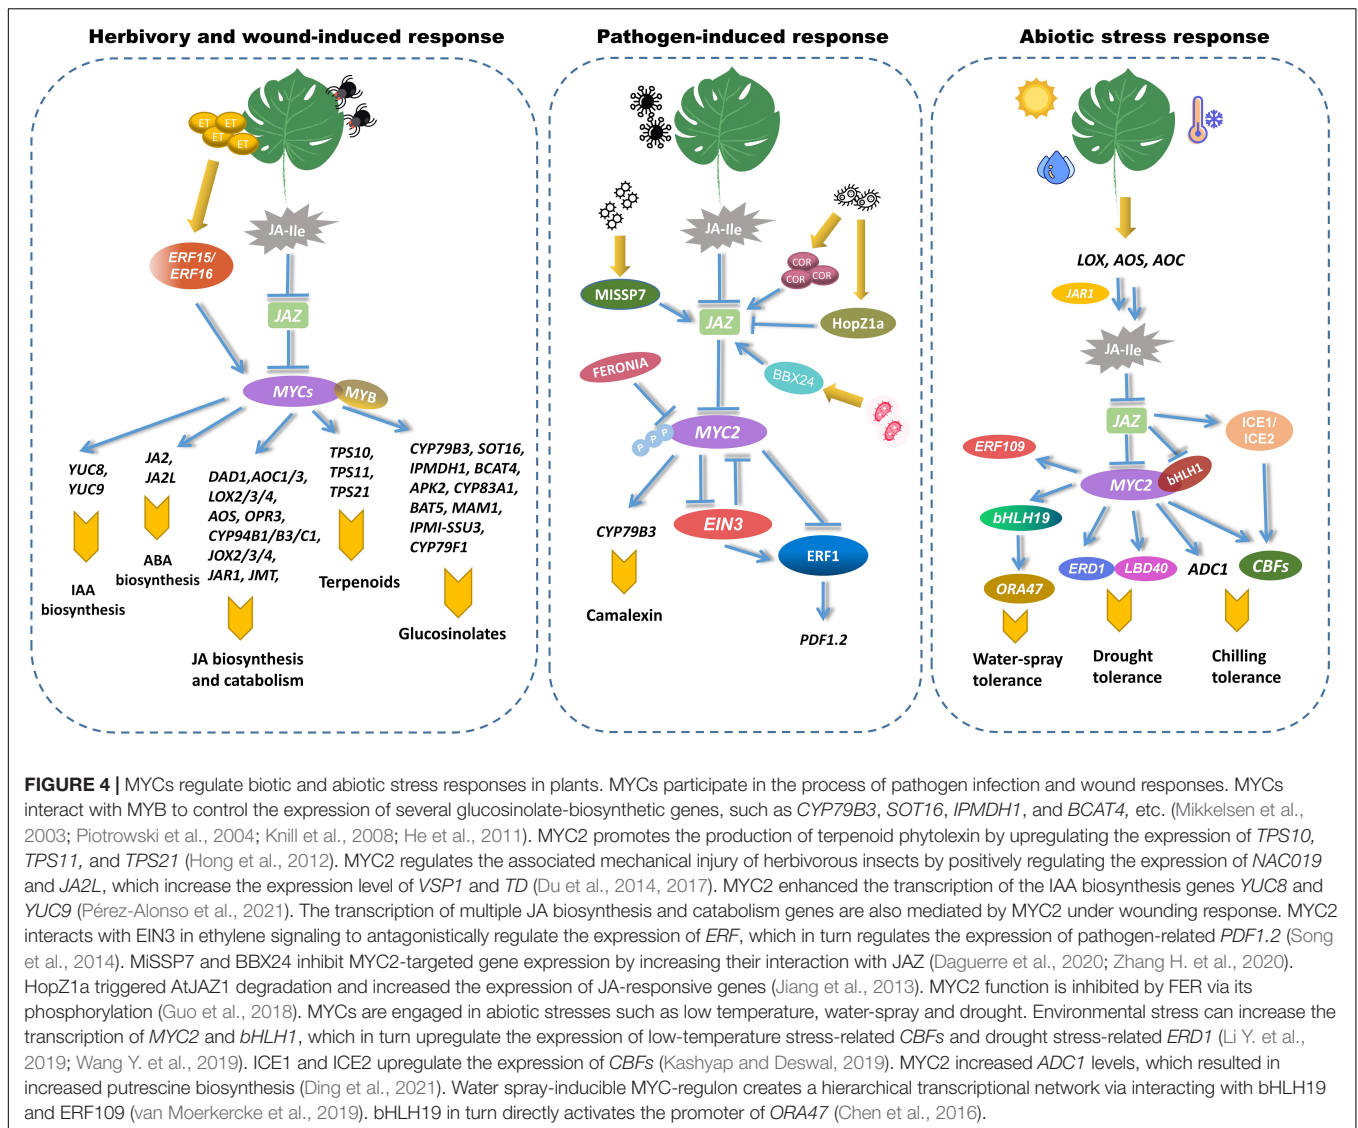 Herbivory and wound-induced response
ET
ET
ET
ET
JA-Ile
ERF15/
ERF16
JAZ
MYCs
MYB
YUC8,
YUC9
IAA
biosynthesis
JA2,
JA2L
ABA
biosynthesis
DAD1,AOC1/3,
LOX2/3/4,
AOS, OPR3,
CYP94B1/B3/C1,
JOX2/3/4,
JAR1, JMT,
JA biosynthesis
and catabolism
TPS10,
TPS11,
TPS21
Terpenoids
CYP79B3, SOT16,
IPMDH1, BCAT4,
APK2, CYP83A1,
BAT5, MAM1,
IPMI-SSU3,
CYP79F1
Glucosinolates
Pathogen-induced response
JA-Ile
COR
COR
COR
MISSP7
JAZ
HopZ1a
FERONIA
BBX24
P
P
P
MYC2
CYP79B3
Camalexin
EIN3
ERF1
PDF1.2
Abiotic stress response
LOX, AOS, AOC
JAR1
JA-Ile
JAZ
ICE1/
ICE2
ERF109
MYC2
bHLH1
bHLH19
ORA47
ERD1
LBD40
ADC1
CBFs
Water-spray
tolerance
Drought
tolerance
Chilling
tolerance
FIGURE 4 | MYCs regulate biotic and abiotic stress responses in plants. MYCs participate in the process of pathogen infection and wound responses. MYCs
interact with MYB to control the expression of several glucosinolate-biosynthetic genes, such as CYP79B3, SOT16, IPMDH1, and BCAT4, etc. (Mikkelsen et al.,
2003; Piotrowski et al., 2004; Knill et al., 2008; He et al., 2011). MYC2 promotes the production of terpenoid phytolexin by upregulating the expression of TPS10,
TPS11, and TPS21 (Hong et al., 2012). MYC2 regulates the associated mechanical injury of herbivorous insects by positively regulating the expression of NAC019
and JA2L, which increase the expression level of VSP1 and TD (Du et al., 2014, 2017). MYC2 enhanced the transcription of the IAA biosynthesis genes YUC8 and
YUC9 (Pérez-Alonso et al., 2021). The transcription of multiple JA biosynthesis and catabolism genes are also mediated by MYC2 under wounding response. MYC2
interacts with EIN3 in ethylene signaling to antagonistically regulate the expression of ERF, which in turn regulates the expression of pathogen-related PDF1.2 (Song
et al., 2014). MiSSP7 and BBX24 inhibit MYC2-targeted gene expression by increasing their interaction with JAZ (Daguerre et al., 2020; Zhang H. et al., 2020).
HopZ1a triggered AtJAZ1 degradation and increased the expression of JA-responsive genes (Jiang et al., 2013). MYC2 function is inhibited by FER via its
phosphorylation (Guo et al., 2018). MYCs are engaged in abiotic stresses such as low temperature, water-spray and drought. Environmental stress can increase the
transcription of MYC2 and bHLH1, which in turn upregulate the expression of low-temperature stress-related CBFs and drought stress-related ERD1 (Li Y. et al.,
2019; Wang Y. et al., 2019). ICE1 and ICE2 upregulate the expression of CBFs (Kashyap and Deswal, 2019). MYC2 increased ADC1 levels, which resulted in
increased putrescine biosynthesis (Ding et al., 2021). Water spray-inducible MYC-regulon creates a hierarchical transcriptional network via interacting with bHLH19
and ERF109 (van Moerkercke et al., 2019). bHLH19 in turn directly activates the promoter of ORA47 (Chen et al., 2016).